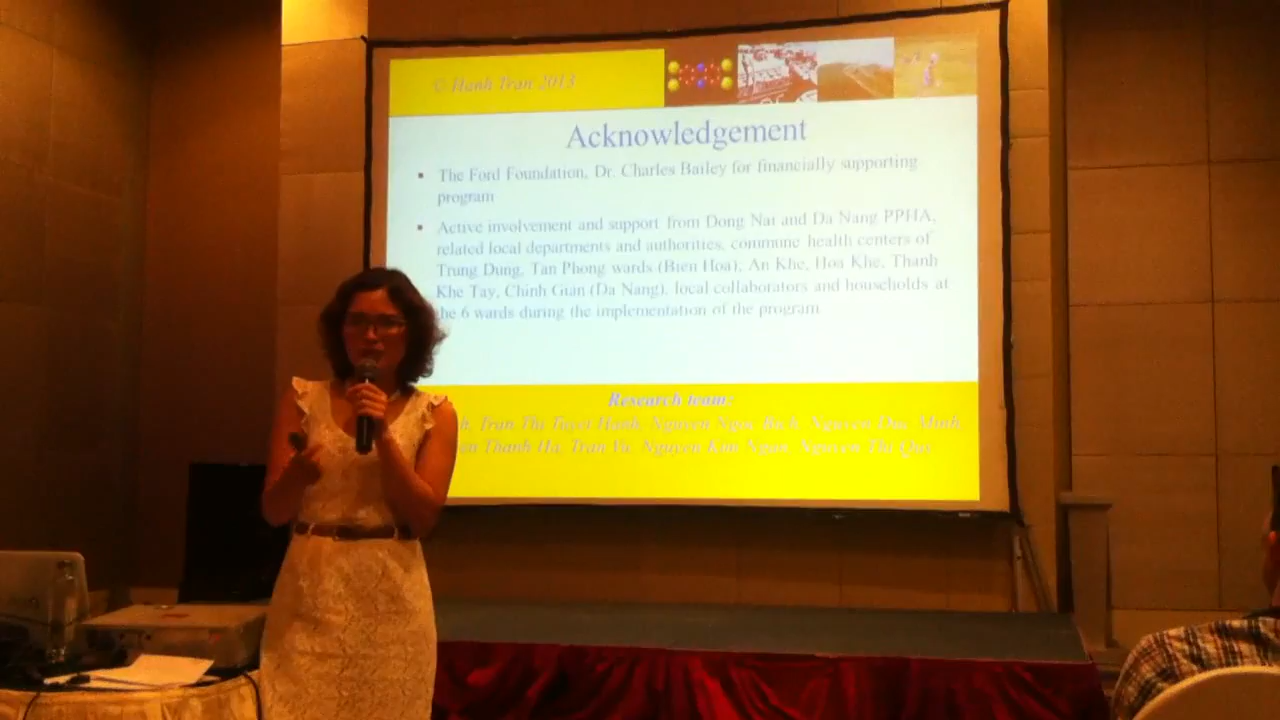 © Hanh Tran 2013
Acknowledgement
▪ The Ford Foundation, Dr. Charles Bailey for financially supporting
program
▪ Active involvement and support from Dong Nai and Da Nang PPHA,
related local departments and authorities, commune health centers of
Trung Dung, Tan Phong wards (Bien Hoa), An Khe, Hoa Khe, Thanh
Khe Tay, Chinh Gian (Da Nang), local collaborators and households at
the 6 wards during the implementation of the program
Research team:
Tran Thi Tuyet Hanh, Nguyen Ngoc Bich, Nguyen Duc Minh,
Thanh Ha, Tran Vu, Nguyen Kim Ngan, Nguyen Thi Quy